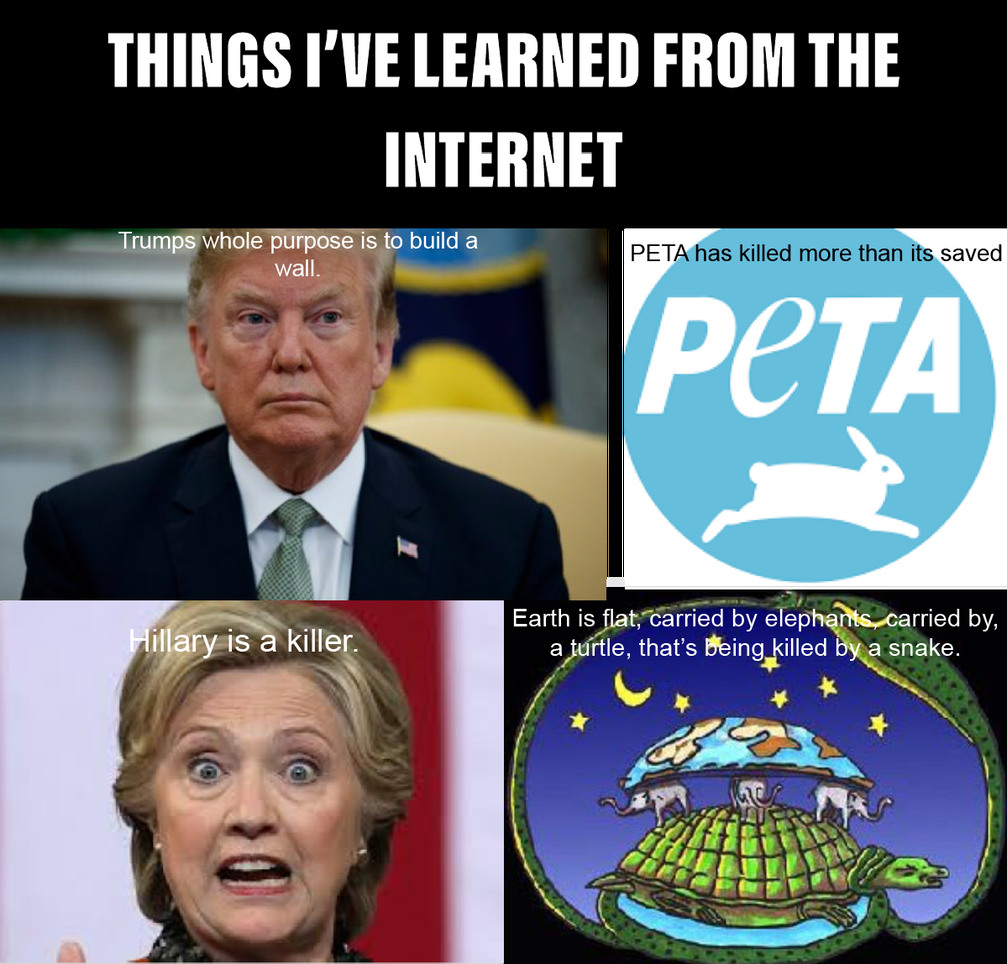 THINGS I'VE LEARNED FROM THE
INTERNET
Trumps whole purpose is to build a
wall.
PETA has killed more than its saved
PeTA
Hillary is a killer.
Earth is flat, carried by elephants, carried by,
a turtle, that's being killed by a snake.